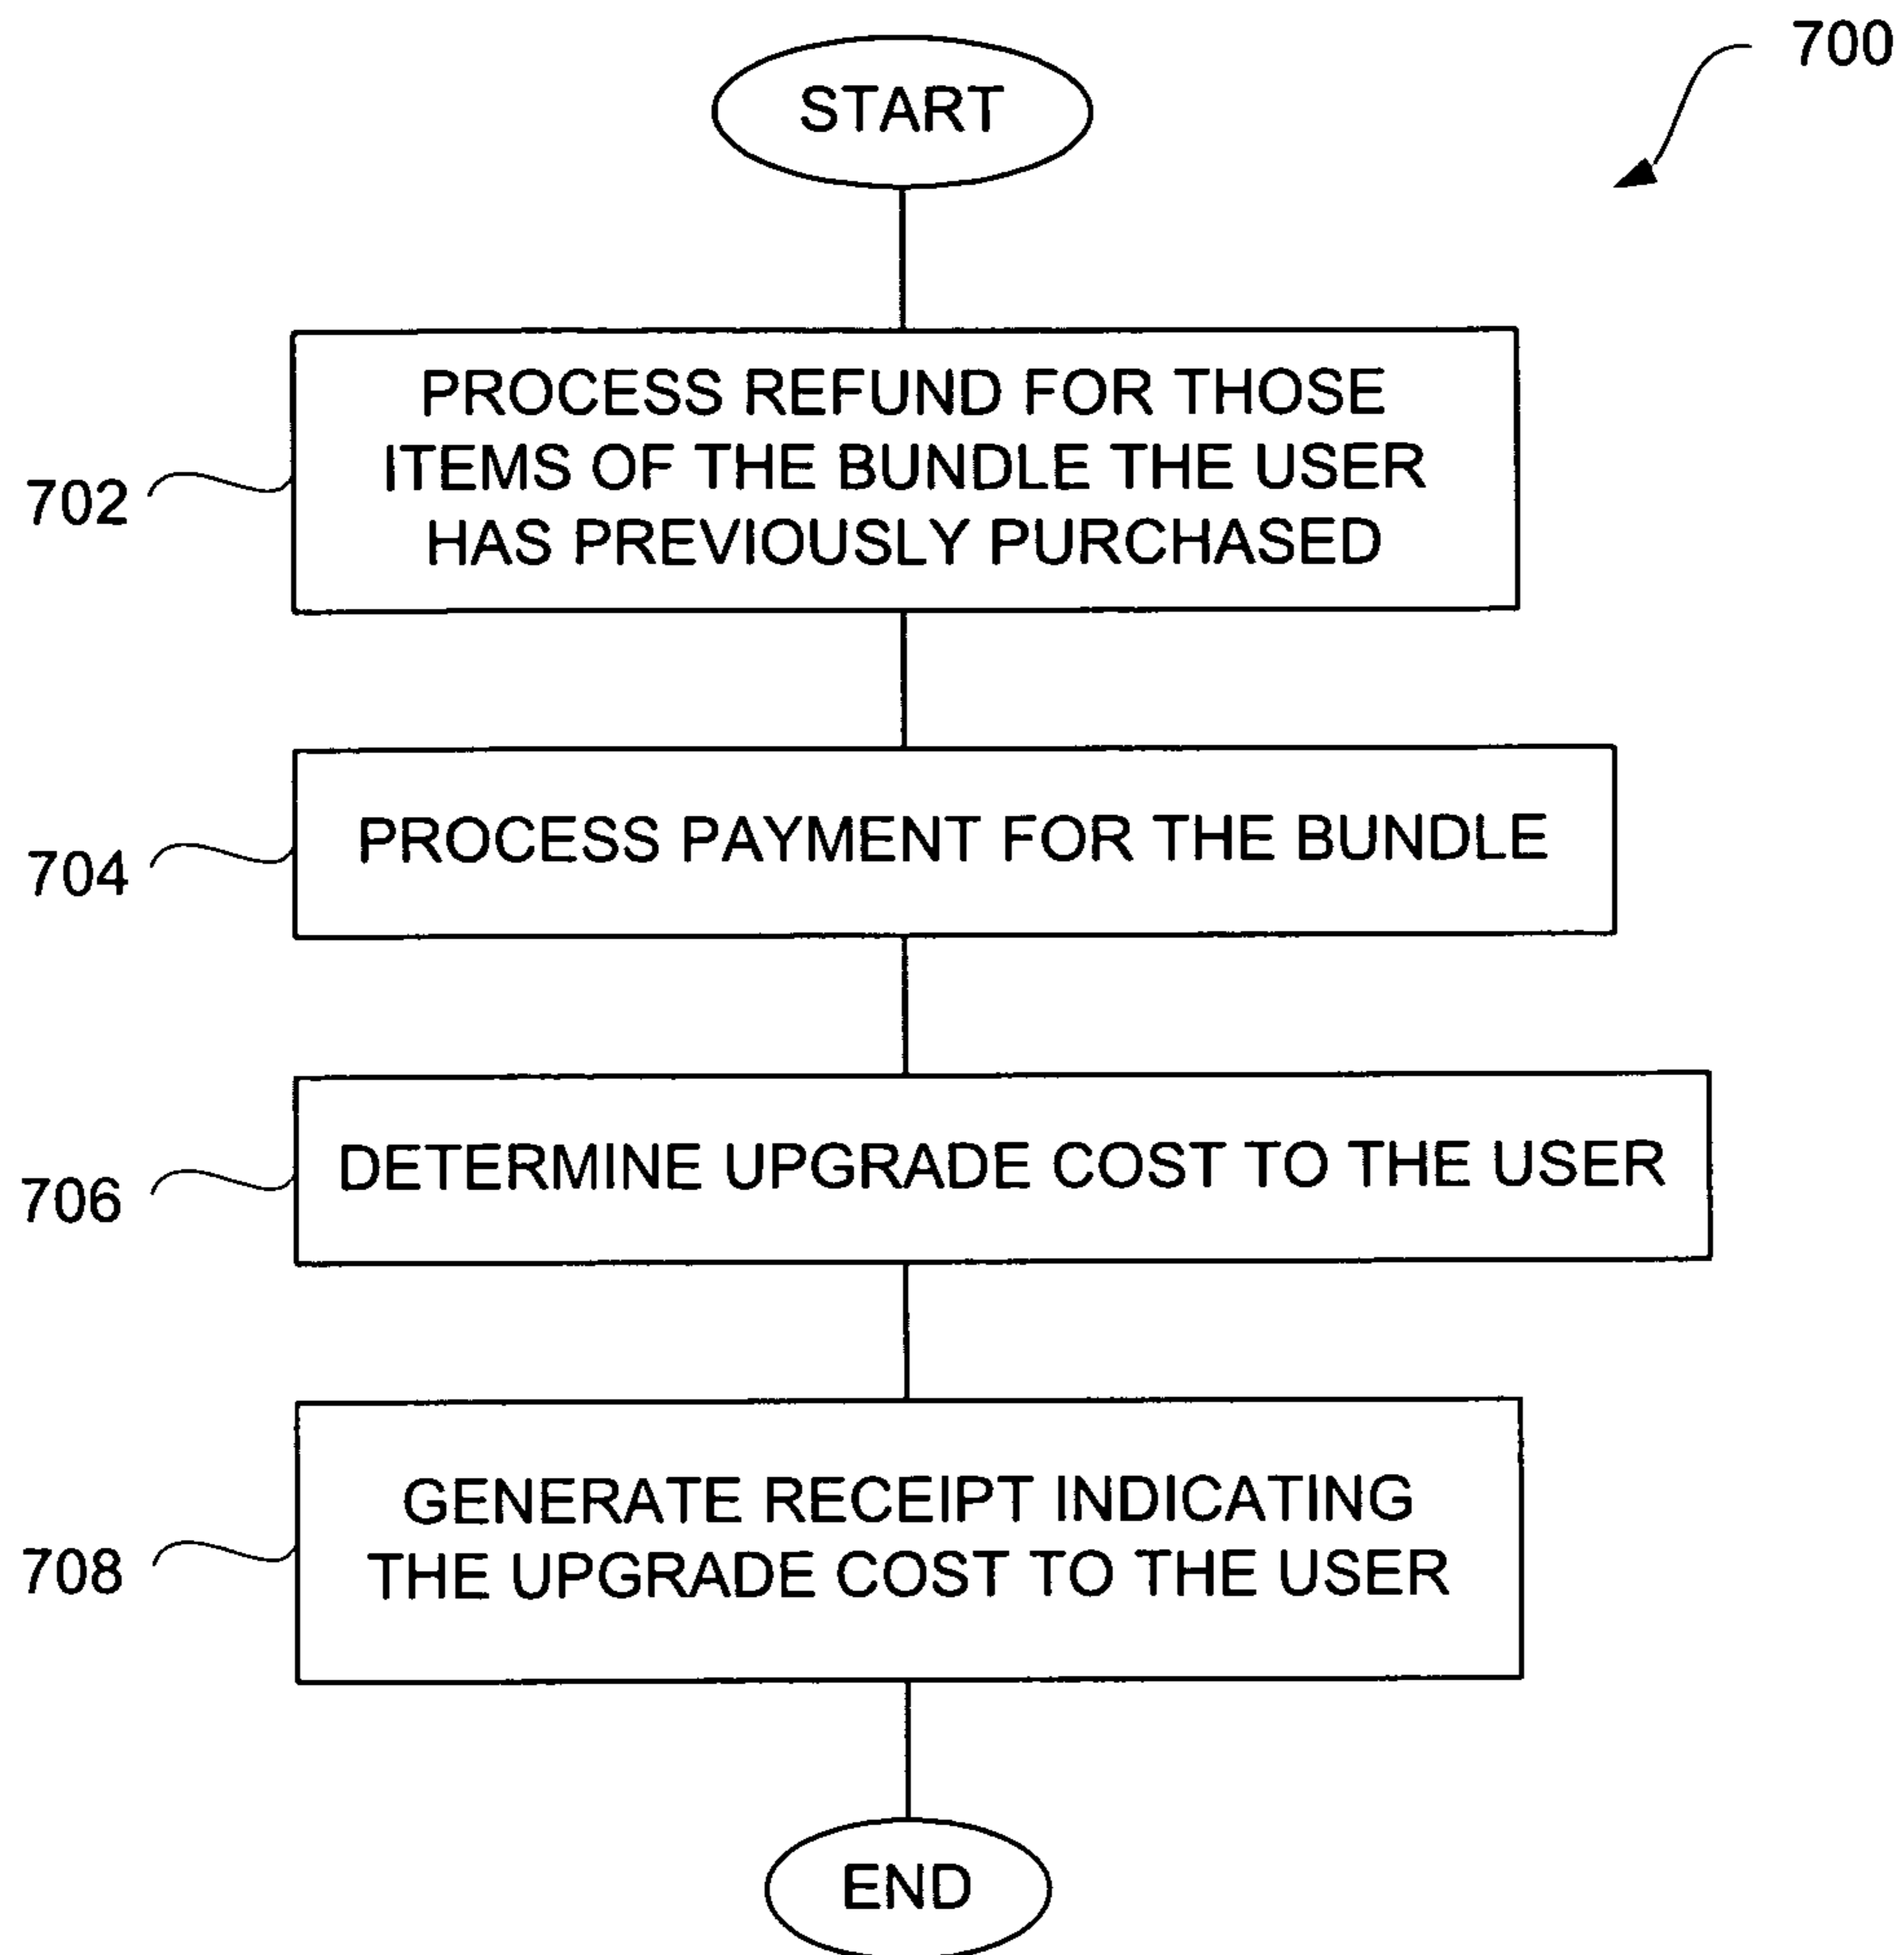 700
START
PROCESS REFUND FOR THOSE
ITEMS OF THE BUNDLE THE USER
HAS PREVIOUSLY PURCHASED
702
PROCESS PAYMENT FOR THE BUNDLE
704
DETERMINE UPGRADE COST TO THE USER
706
GENERATE RECEIPT INDICATING
THE UPGRADE COST TO THE USER
708
END